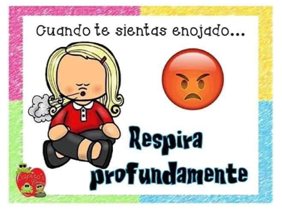 Cuando te sientas enojado...
Respira
profundamente